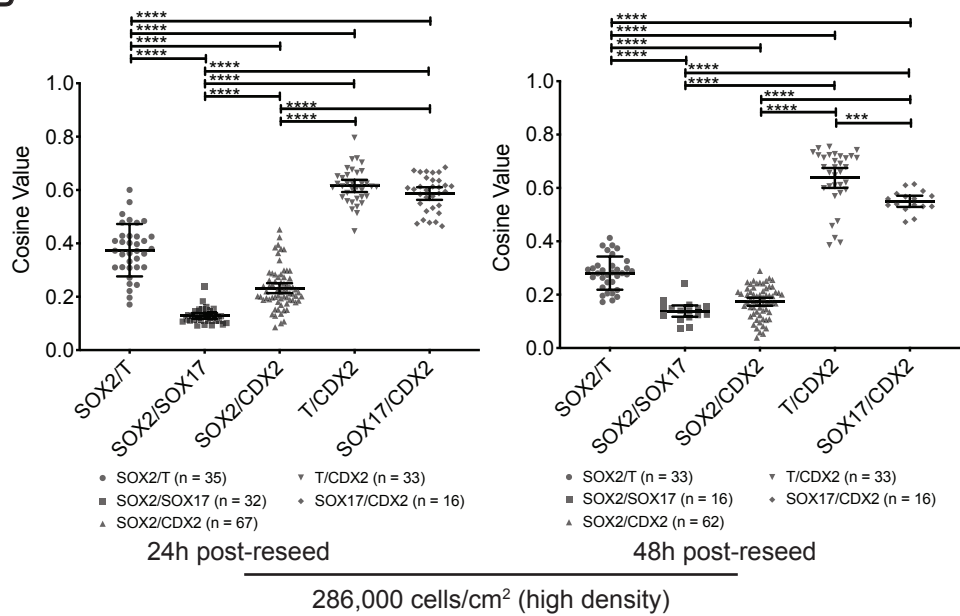 ****
****
****
****
****
****
****
****
****
1.0
0.8
0.6
0.4
0.2
0.0
Cosine Value
SOX2/T
SOX2/SOX17
SOX2/CDX2
T/CDX2
SOX17/CDX2
SOX2/T (n = 35)
T/CDX2 (n = 33)
SOX2/SOX17 (n = 32)
SOX17/CDX2 (n = 16)
SOX2/CDX2 (n = 67)
24h post-reseed
****
****
****
****
****
****
****
****
***
1.0
0.8
0.6
0.4
0.2
0.0
Cosine Value
SOX2/T
SOX2/SOX17
SOX2/CDX2
T/CDX2
SOX17/CDX2
SOX2/T (n = 33)
T/CDX2 (n = 33)
SOX2/SOX17 (n = 16)
SOX17/CDX2 (n = 16)
SOX2/CDX2 (n = 62)
48h post-reseed
286,000 cells/cm² (high density)